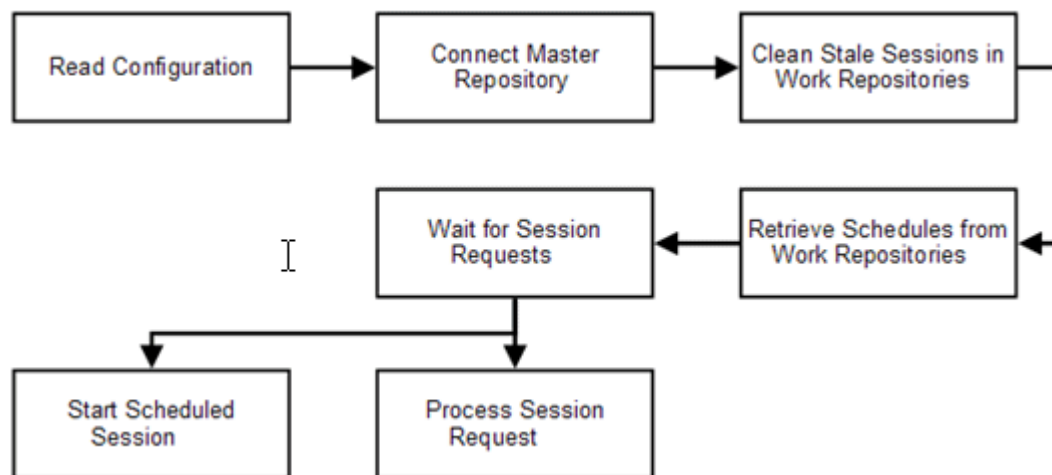 Read Configuration
Connect Master
Repository
Clean Stale Sessions in
Work Repositories
Retrieve Schedules from
Work Repositories
Wait for Session
Requests
Start Scheduled
Session
Process Session
Request